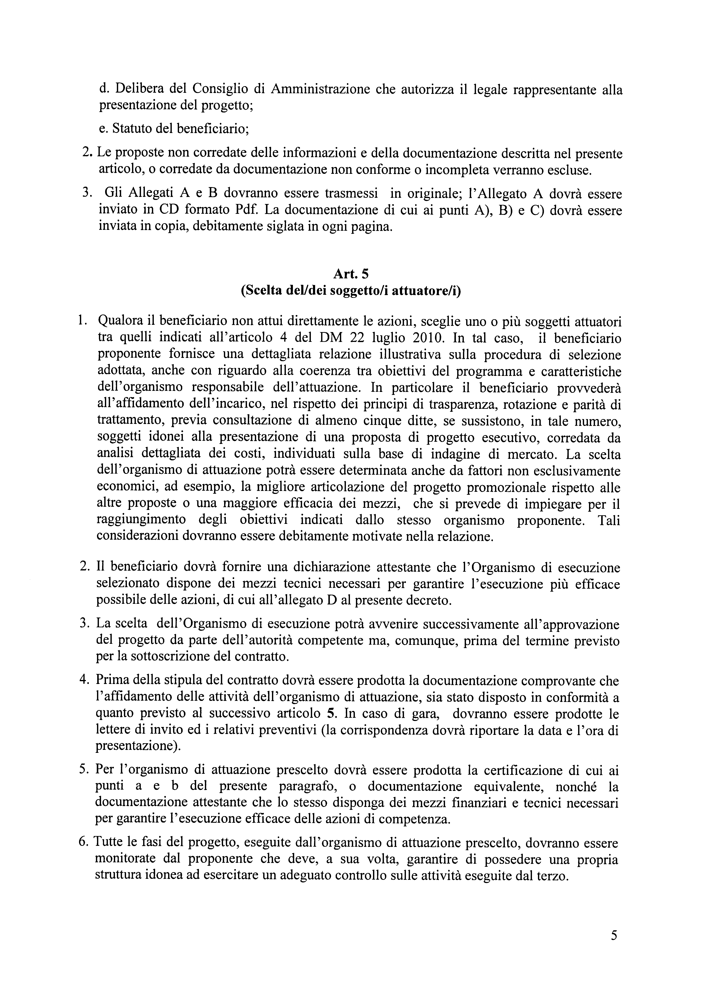 d. Delibera del Consiglio di Amministrazione che autorizza il legale rappresentante alla
presentazione del progetto;
e. Statuto del beneficiario;
2. Le proposte non corredate delle informazioni e della documentazione descritta nel presente
articolo, o corredate da documentazione non conforme o incompleta verranno escluse.
3. Gli Allegati A e B dovranno essere trasmessi in originale; l'Allegato A dovrà essere
inviato in CD formato Pdf. La documentazione di cui ai punti A), B) e C) dovrà essere
inviata in copia, debitamente siglata in ogni pagina.
Art. 5
(Scelta del/dei soggetto/i attuatore/i)
1. Qualora il beneficiario non attui direttamente le azioni, sceglie uno o più soggetti attuatori
tra quelli indicati all'articolo 4 del DM 22 luglio 2010. In tal caso, il beneficiario
proponente fornisce una dettagliata relazione illustrativa sulla procedura di selezione
adottata, anche con riguardo alla coerenza tra obiettivi del programma e caratteristiche
dell'organismo responsabile dell'attuazione. In particolare il beneficiario provvederà
all'affidamento dell'incarico, nel rispetto dei principi di trasparenza, rotazione e parità di
trattamento, previa consultazione di almeno cinque ditte, se sussistono, in tale numero,
soggetti idonei alla presentazione di una proposta di progetto esecutivo, corredata da
analisi dettagliata dei costi, individuati sulla base di indagine di mercato. La scelta
dell'organismo di attuazione potrà essere determinata anche da fattori non esclusivamente
economici, ad esempio, la migliore articolazione del progetto promozionale rispetto alle
altre proposte o una maggiore efficacia dei mezzi, che si prevede di impiegare per il
raggiungimento degli obiettivi indicati dallo stesso organismo proponente. Tali
considerazioni dovranno essere debitamente motivate nella relazione.
2. Il beneficiario dovrà fornire una dichiarazione attestante che l'Organismo di esecuzione
selezionato dispone dei mezzi tecnici necessari per garantire l'esecuzione più efficace
possibile delle azioni, di cui all'allegato D al presente decreto.
3. La scelta dell'Organismo di esecuzione potrà avvenire successivamente all'approvazione
del progetto da parte dell'autorità competente ma, comunque, prima del termine previsto
per la sottoscrizione del contratto.
4. Prima della stipula del contratto dovrà essere prodotta la documentazione comprovante che
l'affidamento delle attività dell'organismo di attuazione, sia stato disposto in conformità a
quanto previsto al successivo articolo 5. In caso di gara, dovranno essere prodotte le
lettere di invito ed i relativi preventivi (la corrispondenza dovrà riportare la data e l'ora di
presentazione).
5. Per l'organismo di attuazione prescelto dovrà essere prodotta la certificazione di cui ai
punti a e b del presente paragrafo, o documentazione equivalente, nonché la
documentazione attestante che lo stesso disponga dei mezzi finanziari e tecnici necessari
per garantire l'esecuzione efficace delle azioni di competenza.
6. Tutte le fasi del progetto, eseguite dall'organismo di attuazione prescelto, dovranno essere
monitorate dal proponente che deve, a sua volta, garantire di possedere una propria
struttura idonea ad esercitare un adeguato controllo sulle attività eseguite dal terzo.
5